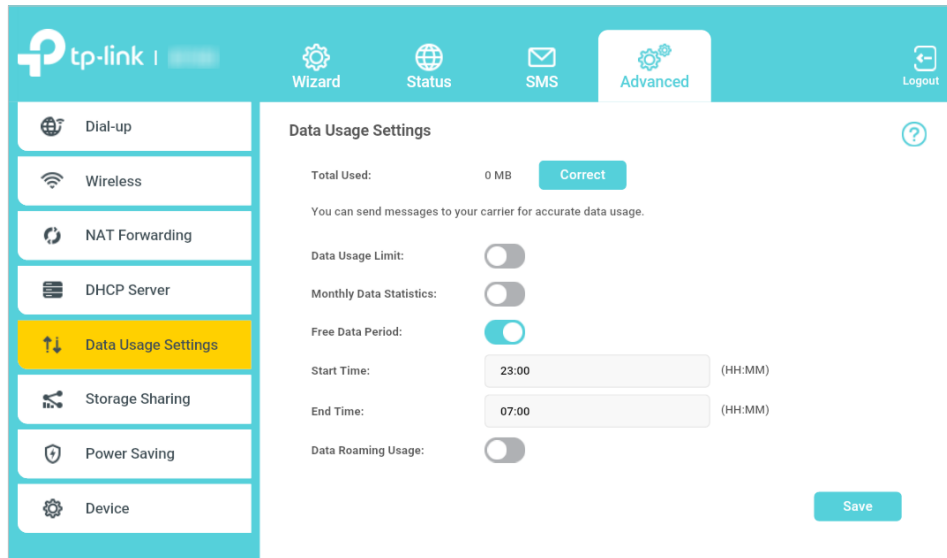 tp-link |
Wizard
Status
SMS
Advanced
Logout
Dial-up
Wireless
NAT Forwarding
DHCP Server
Data Usage Settings
Storage Sharing
Power Saving
Device
Data Usage Settings
?
Total Used: 0 MB Correct
You can send messages to your carrier for accurate data usage.
Data Usage Limit:
Monthly Data Statistics:
Free Data Period:
Start Time: 23:00 (HH:MM)
End Time: 07:00 (HH:MM)
Data Roaming Usage:
Save